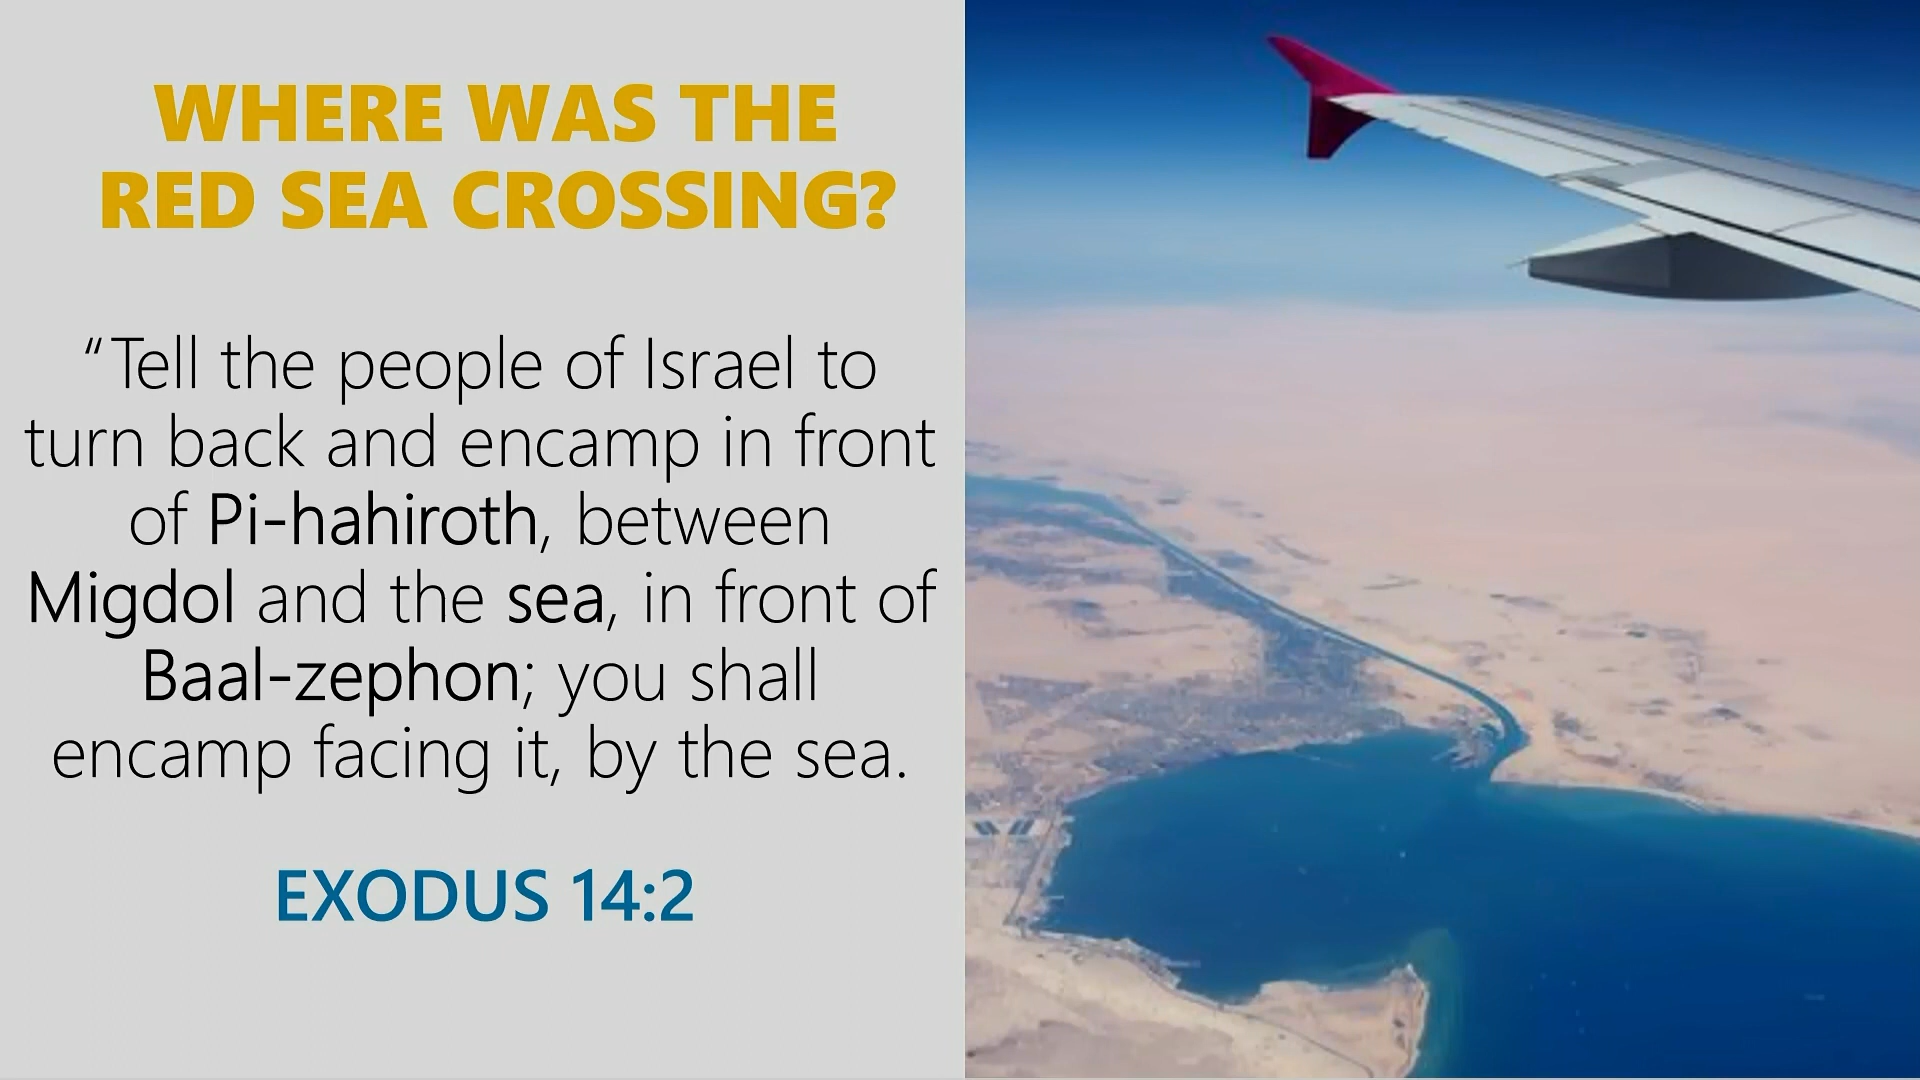 WHERE WAS THE
RED SEA CROSSING?
“Tell the people of Israel to
turn back and encamp in front
of Pi-hahiroth, between
Migdol and the sea, in front of
Baal-zephon; you shall
encamp facing it, by the sea.
EXODUS 14:2